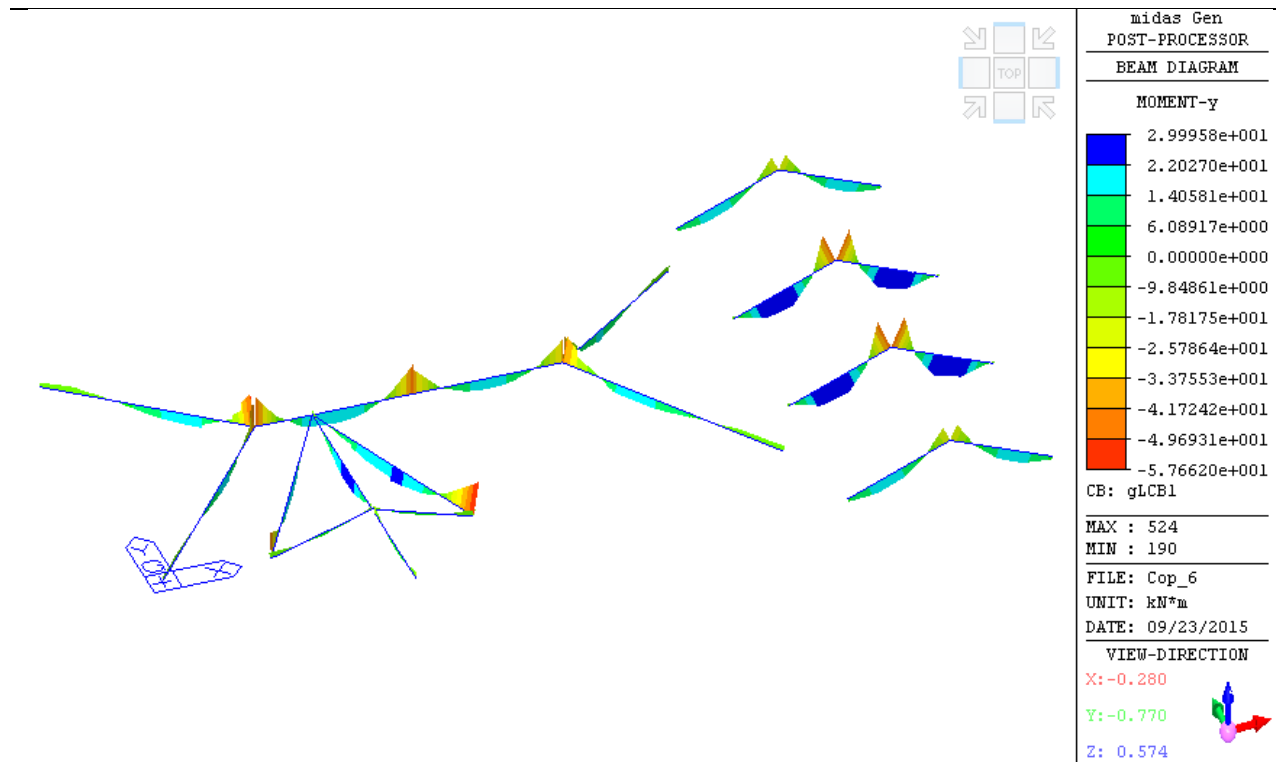 TOP
midas Gen
POST-PROCESSOR
BEAM DIAGRAM
MOMENT-y
2.99958e+001
2.20270e+001
1.40581e+001
6.08917e+000
0.00000e+000
-9.84861e+000
-1.78175e+001
-2.57864e+001
-3.37553e+001
-4.17242e+001
-4.96931e+001
-5.76620e+001
CB: gLCB1
MAX : 524
MIN : 190
FILE: Cop_6
UNIT: kN*m
DATE: 09/23/2015
VIEW-DIRECTION
X:-0.280
Y:-0.770
Z: 0.574